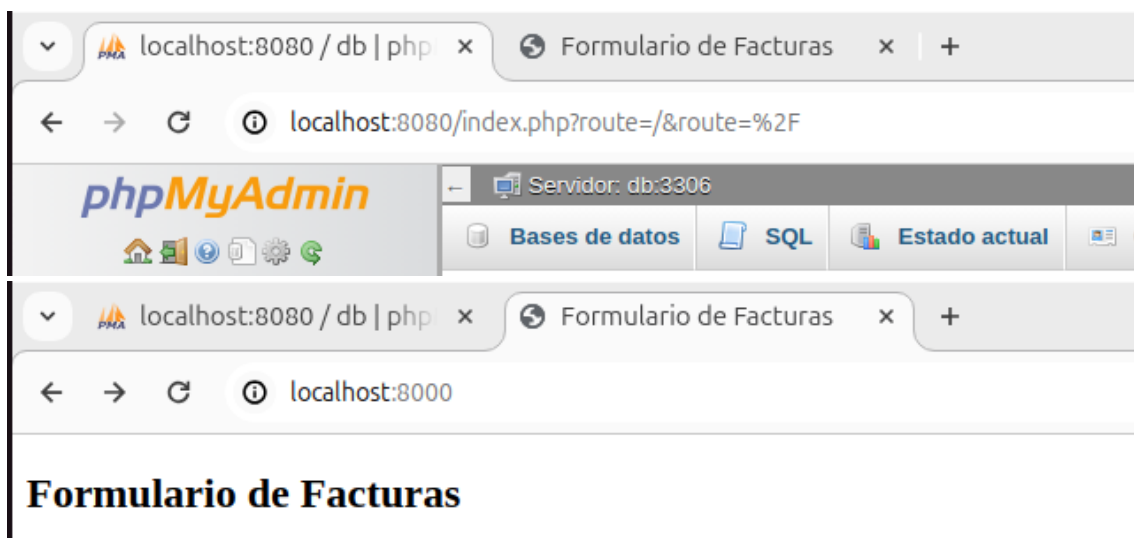 localhost:8080 / db | php
Formulario de Facturas
localhost:8080/index.php?route=/&route=%2F
phpMyAdmin
Servidor: db:3306
Bases de datos
SQL
Estado actual
localhost:8080 / db | php
Formulario de Facturas
localhost:8000
Formulario de Facturas